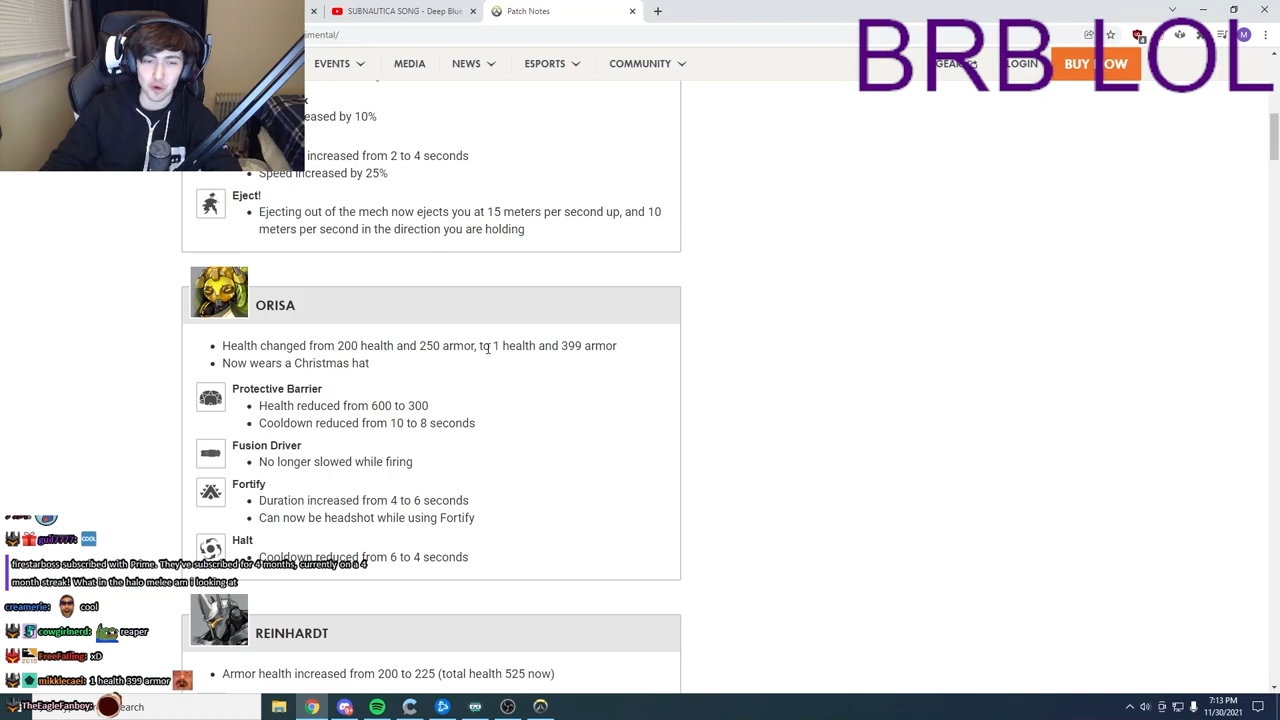 SUBNAUTICA SONG - Deep Blue
Patch Notes
mental/
BRB LOL
EVENTS
MEDIA
NEWS
ESPORTS
COMMUNITY
LOGIN
BUY NOW
eased by 10%
increased from 2 to 4 seconds
Speed increased by 25%
Eject!
Ejecting out of the mech now ejects you at 15 meters per second up, and 10
meters per second in the direction you are holding
ORISA
Health changed from 200 health and 250 armor, to 1 health and 399 armor
Now wears a Christmas hat
Protective Barrier
Health reduced from 600 to 300
Cooldown reduced from 10 to 8 seconds
Fusion Driver
No longer slowed while firing
Fortify
Duration increased from 4 to 6 seconds
Can now be headshot while using Fortify
Halt
Cooldown reduced from 6 to 4 seconds
guil7777: COOL
firestarboss subscribed with Prime. They've subscribed for 4 months, currently on a 4
month streak! What in the halo melee am i looking at
creamerie: cool
cowgirlnerd: reaper
FreeFalling: xD
mikklecael: 1 health 399 armor
TheEagleFanboy:
REINHARDT
Armor health increased from 200 to 225 (total health 525 now)
search
7:13 PM
11/30/2021